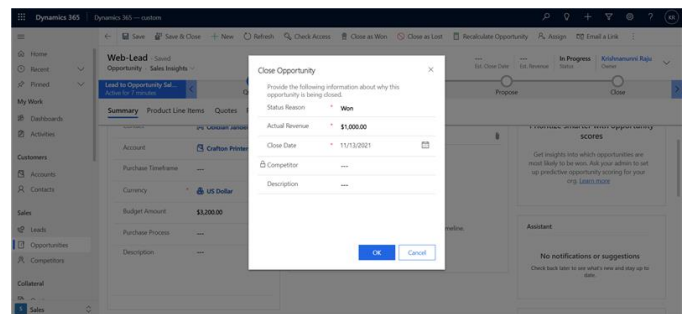 Dynamics 365
Dynamics 365 — custom
KR
Save
Save & Close
New
Refresh
Check Access
Close as Won
Close as Lost
Recalculate Opportunity
Assign
Email a Link
Home
Recent
Pinned
My Work
Dashboards
Activities
Customers
Accounts
Contacts
Sales
Leads
Opportunities
Competitors
Collateral
S Sales
Web-Lead - Saved
Opportunity · Sales Insights
---
Est. Close Date
---
Est. Revenue
In Progress
Status
Krishnamurni Raju
Owner
Lead to Opportunity Sal...
Active for 7 minutes
Propose
Close
Summary Product Line Items Quotes
Account
Crafton Printer
Purchase Timeframe
---
Currency * US Dollar
Budget Amount
$3,200.00
Purchase Process
---
Description
---
Close Opportunity
Provide the following information about why this
opportunity is being closed.
Status Reason * Won
Actual Revenue * $1,000.00
Close Date * 11/13/2021
Competitor ---
Description ---
OK Cancel
scores
Get insights into which opportunities are
most likely to be won. Ask your admin to set
up predictive opportunity scoring for your
org. Learn more
Assistant
No notifications or suggestions
Check back later to see what's new and stay up to
date.